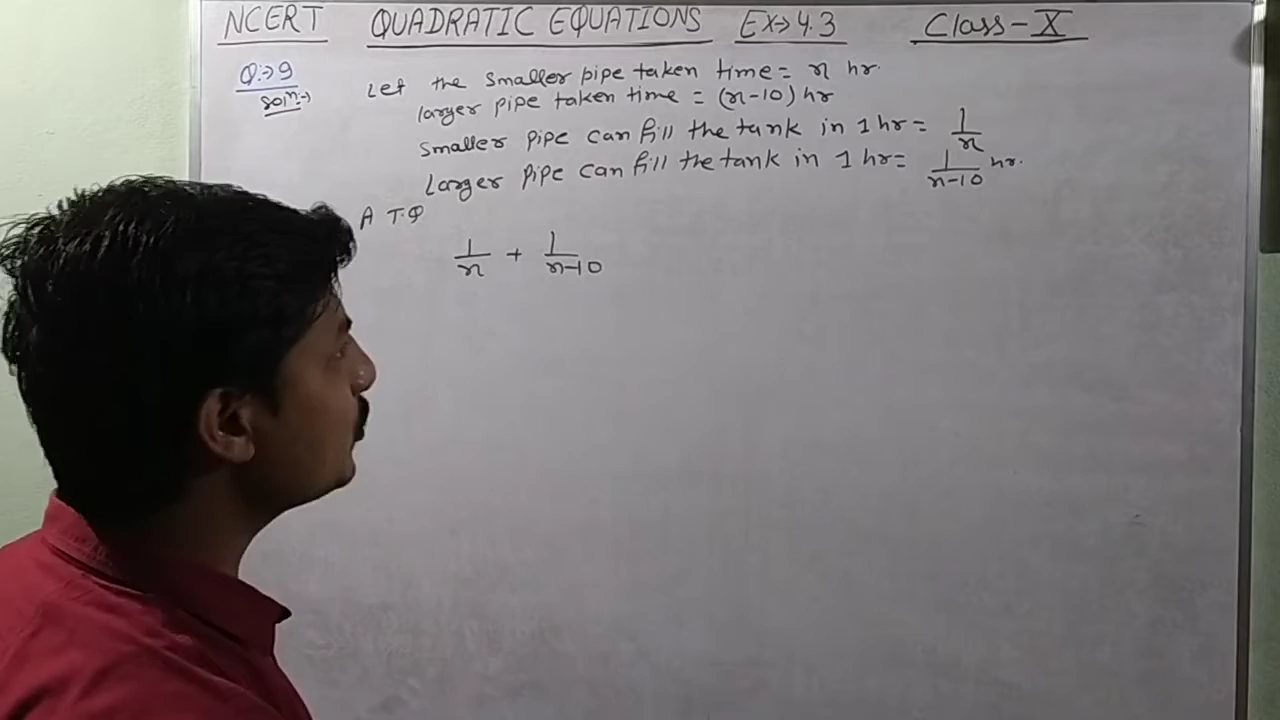 NCERT QUADRATIC EQUATIONS EX→ 4.3 Class-X
Q:→9
Solⁿ:→
Let the smaller pipe taken time = x hr.
larger pipe taken time = (x-10) hr
smaller pipe can fill the tank in 1 hr = 1/x
Larger pipe can fill the tank in 1 hr = 1/(x-10) hr.
A T.Q
1/x + 1/(x-10)